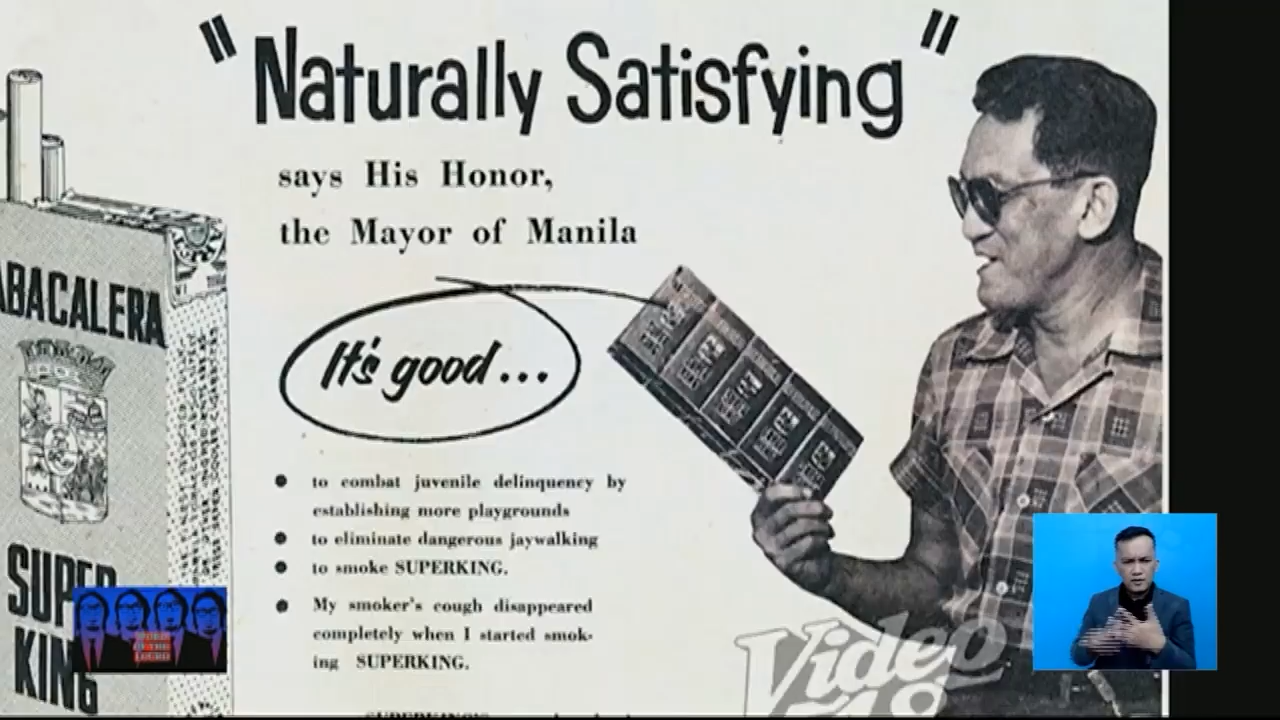 "Naturally Satisfying"
says His Honor,
the Mayor of Manila
It's good...
ABACALERA
SUPER
KING
• to combat juvenile delinquency by
establishing more playgrounds
• to eliminate dangerous jaywalking
• to smoke SUPERKING.
• My smoker's cough disappeared
completely when I started smok-
ing SUPERKING.
Video
48